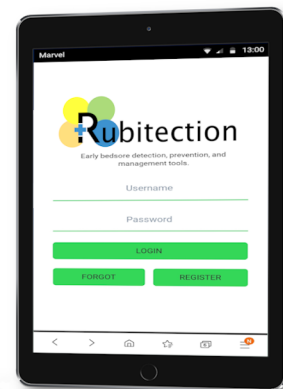 Marvel 13:00
Rubitection
Early bedsore detection, prevention, and
management tools.
Username
Password
LOGIN
FORGOT REGISTER
N